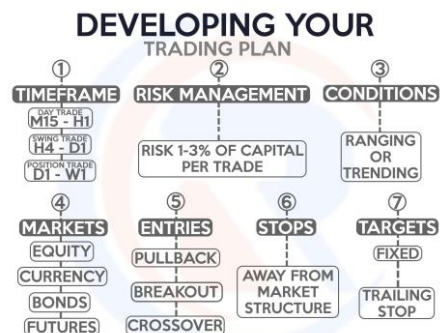 DEVELOPING YOUR
TRADING PLAN
1
TIMEFRAME
DAY TRADE
M15 - H1
SWING TRADE
H4 - D1
POSITION TRADE
D1 - W1
2
RISK MANAGEMENT
RISK 1-3% OF CAPITAL
PER TRADE
3
CONDITIONS
RANGING
OR
TRENDING
4
MARKETS
EQUITY
CURRENCY
BONDS
FUTURES
5
ENTRIES
PULLBACK
BREAKOUT
CROSSOVER
6
STOPS
AWAY FROM
MARKET
STRUCTURE
7
TARGETS
FIXED
TRAILING
STOP